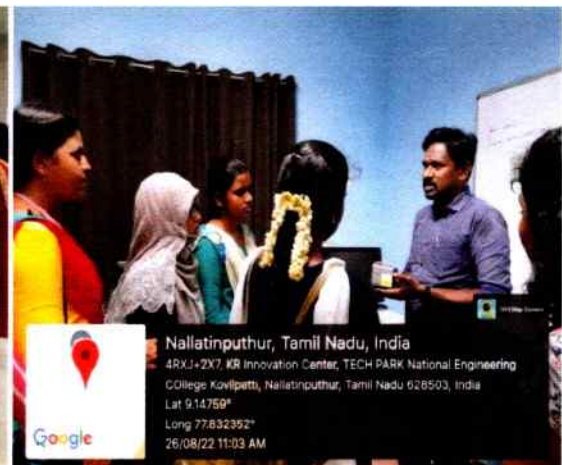 Nallatinputhur, Tamil Nadu, India
4RXJ+2X7, KR Innovation Center, TECH PARK National Engineering
COllege Kovilpatti, Nallatinputhur, Tamil Nadu 628503, India
Lat 9.14759°
Long 77.832352°
26/08/22 11:03 AM
Google